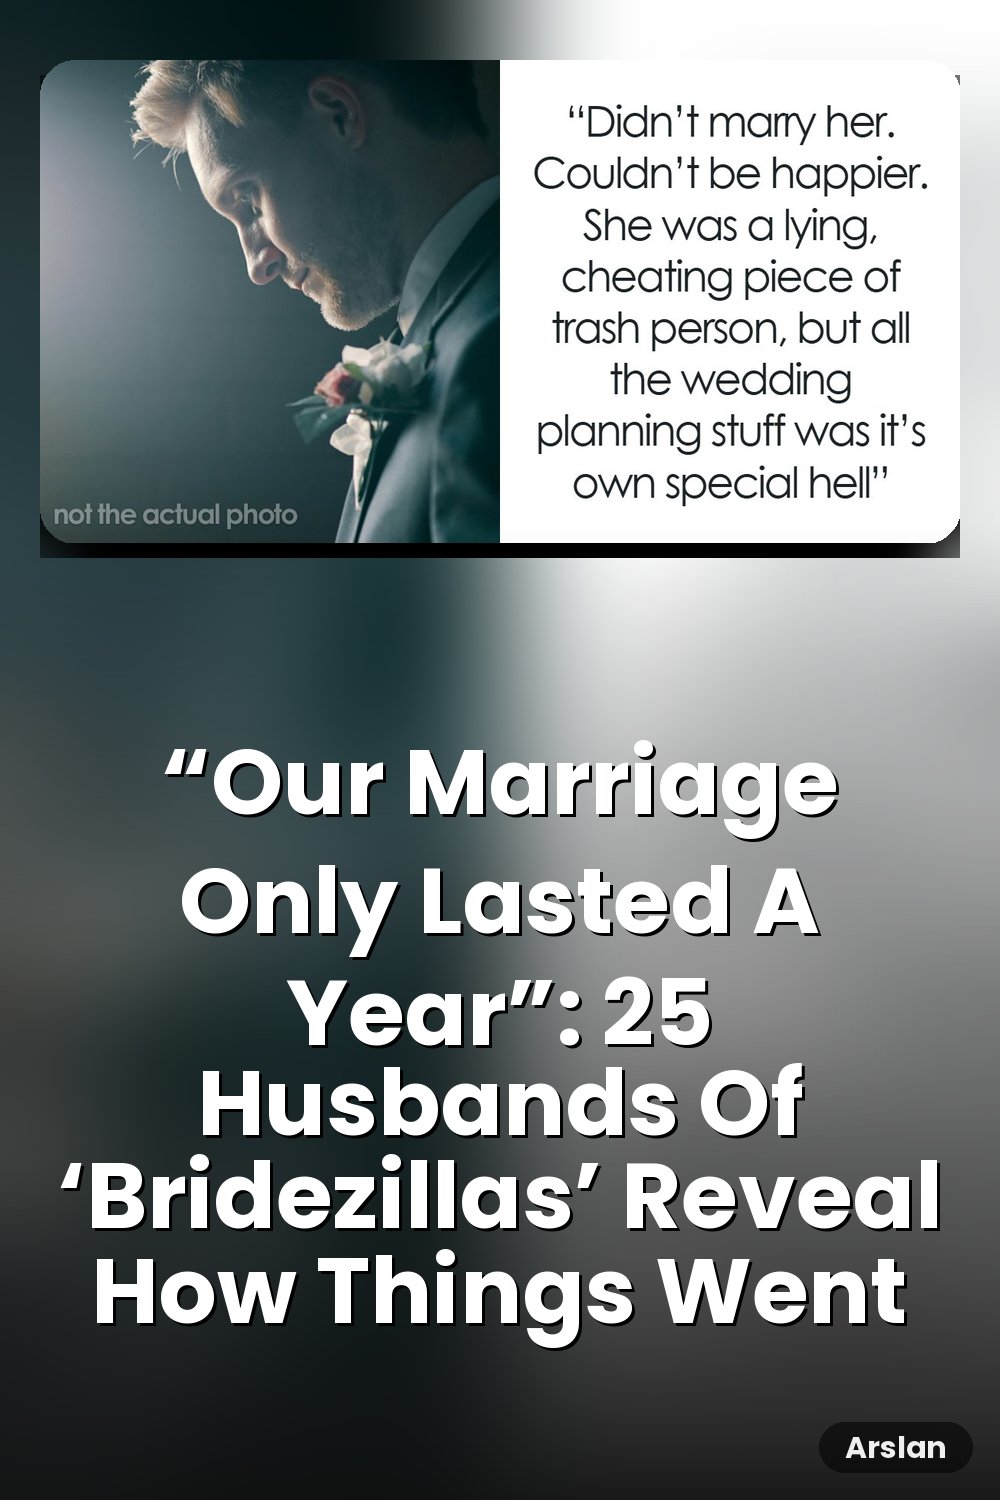 “Didn’t marry her.
Couldn’t be happier.
She was a lying,
cheating piece of
trash person, but all
the wedding
planning stuff was it’s
own special hell”
not the actual photo
“Our Marriage
Only Lasted A
Year”: 25
Husbands Of
‘Bridezillas’ Reveal
How Things Went
Arslan